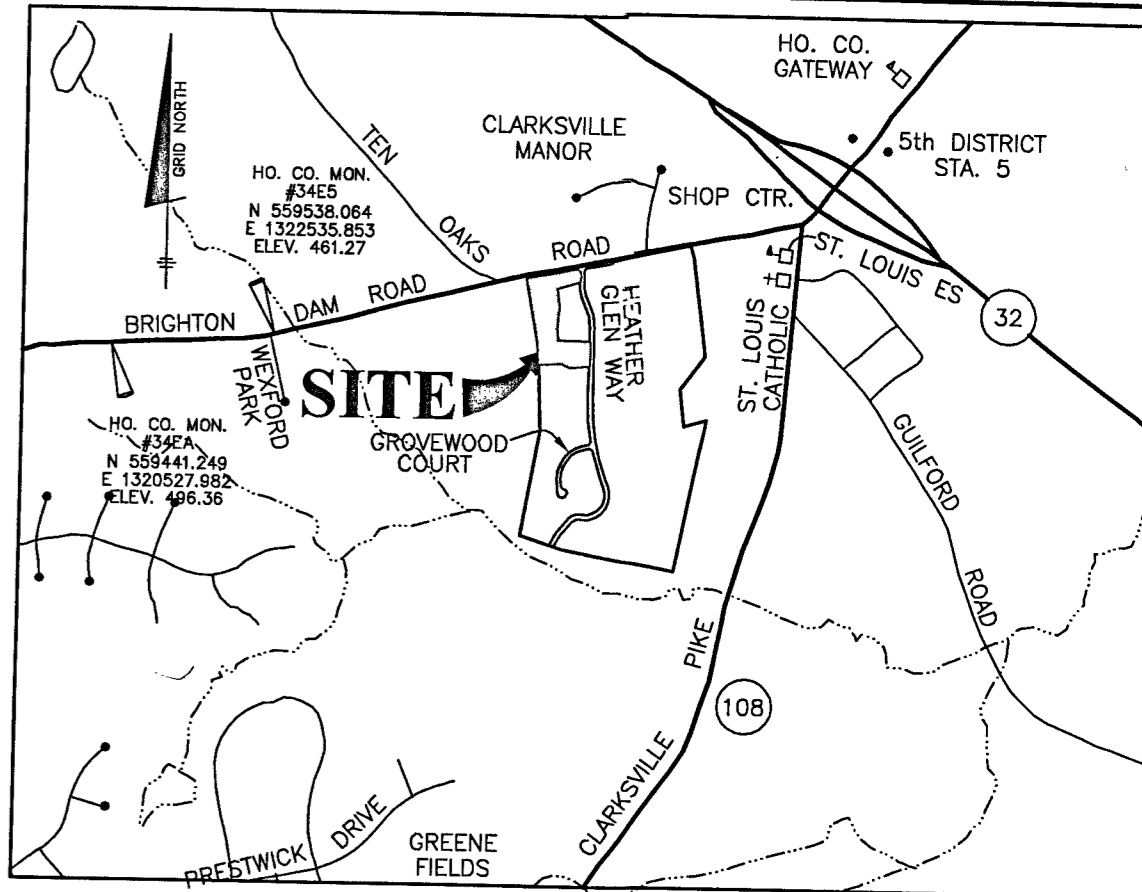 HO. CO.
GATEWAY
GRID NORTH
TEN
OAKS
ROAD
CLARKSVILLE
MANOR
5th DISTRICT
STA. 5
HO. CO. MON.
#34E5
N 559538.064
E 1322535.853
ELEV. 461.27
SHOP CTR.
ST. LOUIS ES
BRIGHTON
DAM
ROAD
HEATHER
GLEN WAY
ST. LOUIS
CATHOLIC
32
WEXFORD
PARK
SITE
GROVEWOOD
COURT
HO. CO. MON.
#34EA
N 559441.249
E 1320527.982
ELEV. 496.36
GUILFORD
ROAD
CLARKSVILLE
PIKE
108
PRESTWICK
DRIVE
GREENE
FIELDS